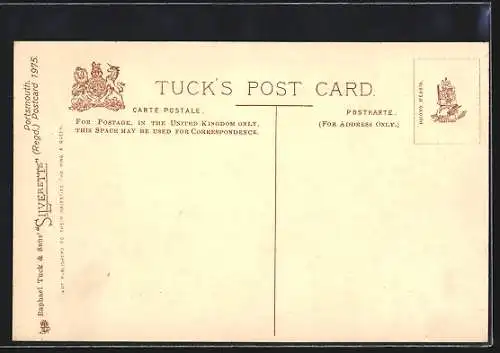 TUCK'S POST CARD.
CARTE POSTALE.
POSTKARTE.
FOR POSTAGE, IN THE UNITED KINGDOM ONLY,
THIS SPACE MAY BE USED FOR CORRESPONDENCE.
(FOR ADDRESS ONLY.)
Raphael Tuck & Sons' "SILVERETTE" (Regd.) Postcard 1975.
Portsmouth.
ART PUBLISHERS TO THEIR MAJESTIES THE KING & QUEEN.